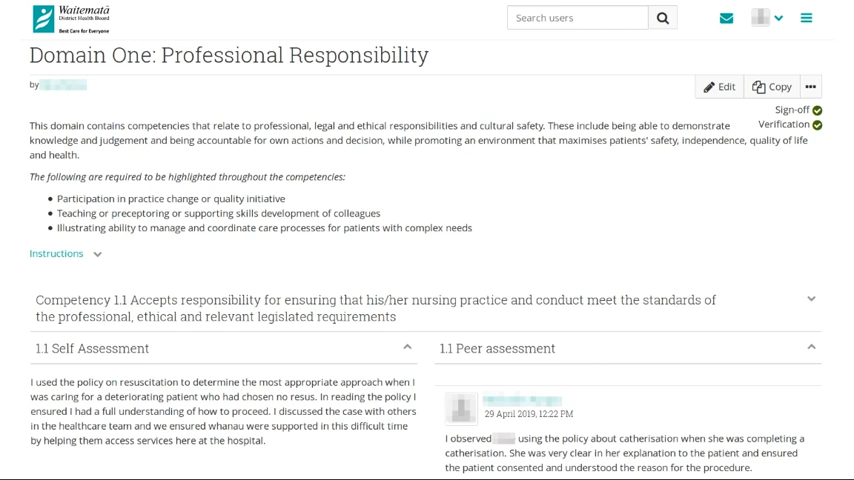 Waitematā
District Health Board
Best Care for Everyone
Search users
Domain One: Professional Responsibility
by
Edit
Copy
Sign-off
Verification
This domain contains competencies that relate to professional, legal and ethical responsibilities and cultural safety. These include being able to demonstrate
knowledge and judgement and being accountable for own actions and decision, while promoting an environment that maximises patients' safety, independence, quality of life
and health.
The following are required to be highlighted throughout the competencies:
• Participation in practice change or quality initiative
• Teaching or preceptoring or supporting skills development of colleagues
• Illustrating ability to manage and coordinate care processes for patients with complex needs
Instructions
Competency 1.1 Accepts responsibility for ensuring that his/her nursing practice and conduct meet the standards of
the professional, ethical and relevant legislated requirements
1.1 Self Assessment
I used the policy on resuscitation to determine the most appropriate approach when I
was caring for a deteriorating patient who had chosen no resus. In reading the policy I
ensured I had a full understanding of how to proceed. I discussed the case with others
in the healthcare team and we ensured whanau were supported in this difficult time
by helping them access services here at the hospital.
1.1 Peer assessment
29 April 2019, 12:22 PM
I observed using the policy about catherisation when she was completing a
catherisation. She was very clear in her explanation to the patient and ensured
the patient consented and understood the reason for the procedure.